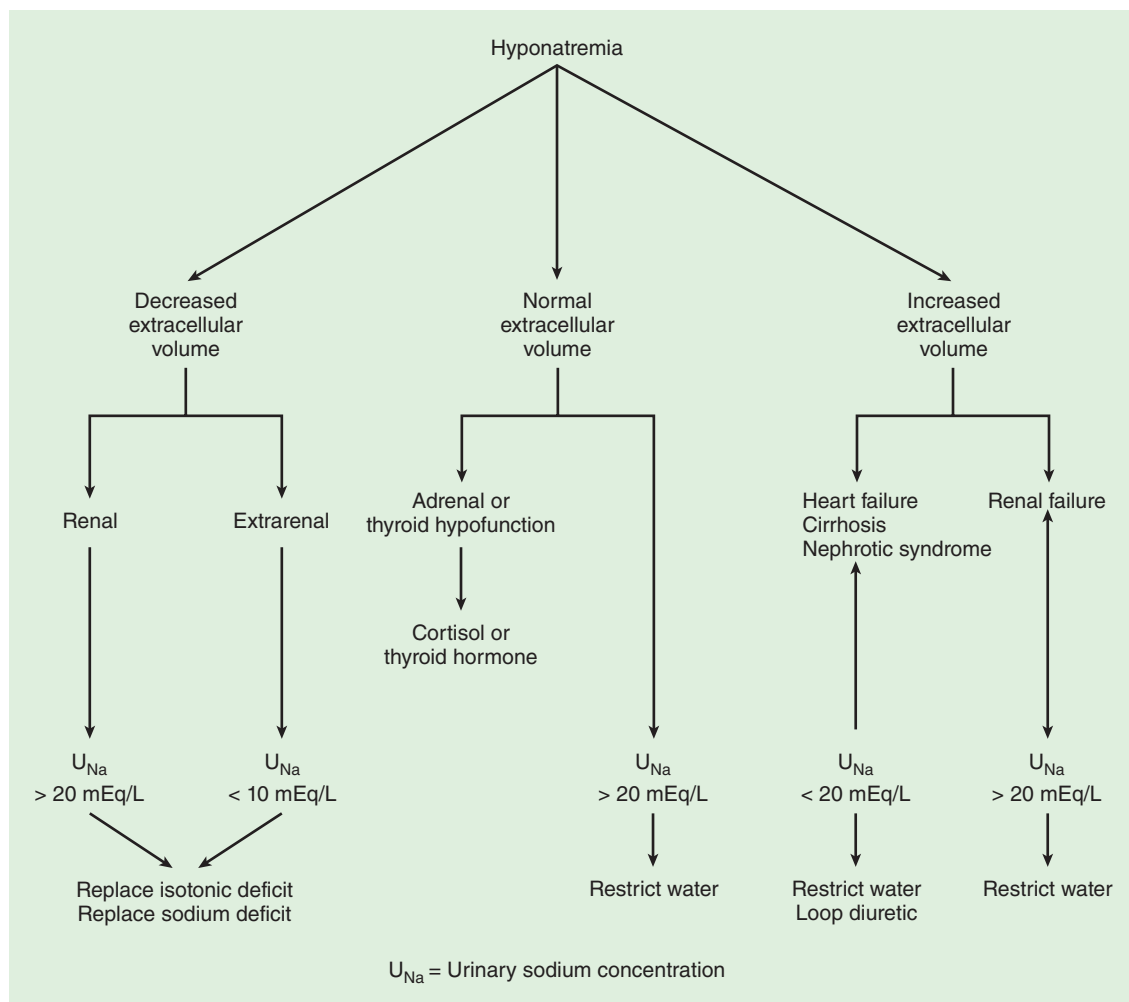 Hyponatremia
Decreased
extracellular
volume
Normal
extracellular
volume
Increased
extracellular
volume
Renal
Extrarenal
Adrenal or
thyroid hypofunction
Cortisol or
thyroid hormone
Heart failure
Cirrhosis
Nephrotic syndrome
Renal failure
UNa
> 20 mEq/L
UNa
< 10 mEq/L
UNa
> 20 mEq/L
UNa
< 20 mEq/L
UNa
> 20 mEq/L
Replace isotonic deficit
Replace sodium deficit
Restrict water
Restrict water
Loop diuretic
Restrict water
UNa = Urinary sodium concentration